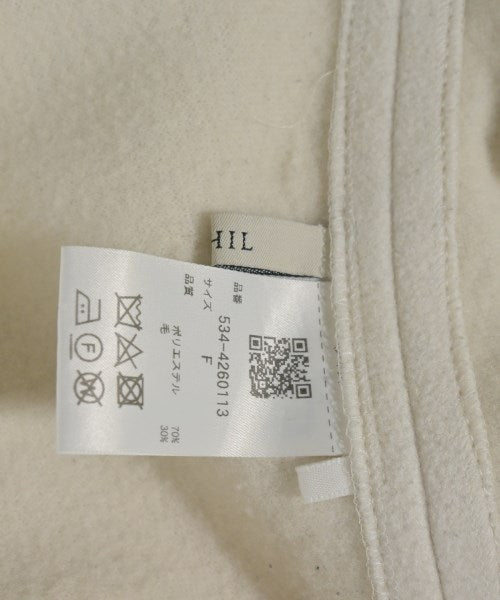 HIL
品番 534-4260113
サイズ F
品質
ポリエステル 70%
毛 30%
F
W